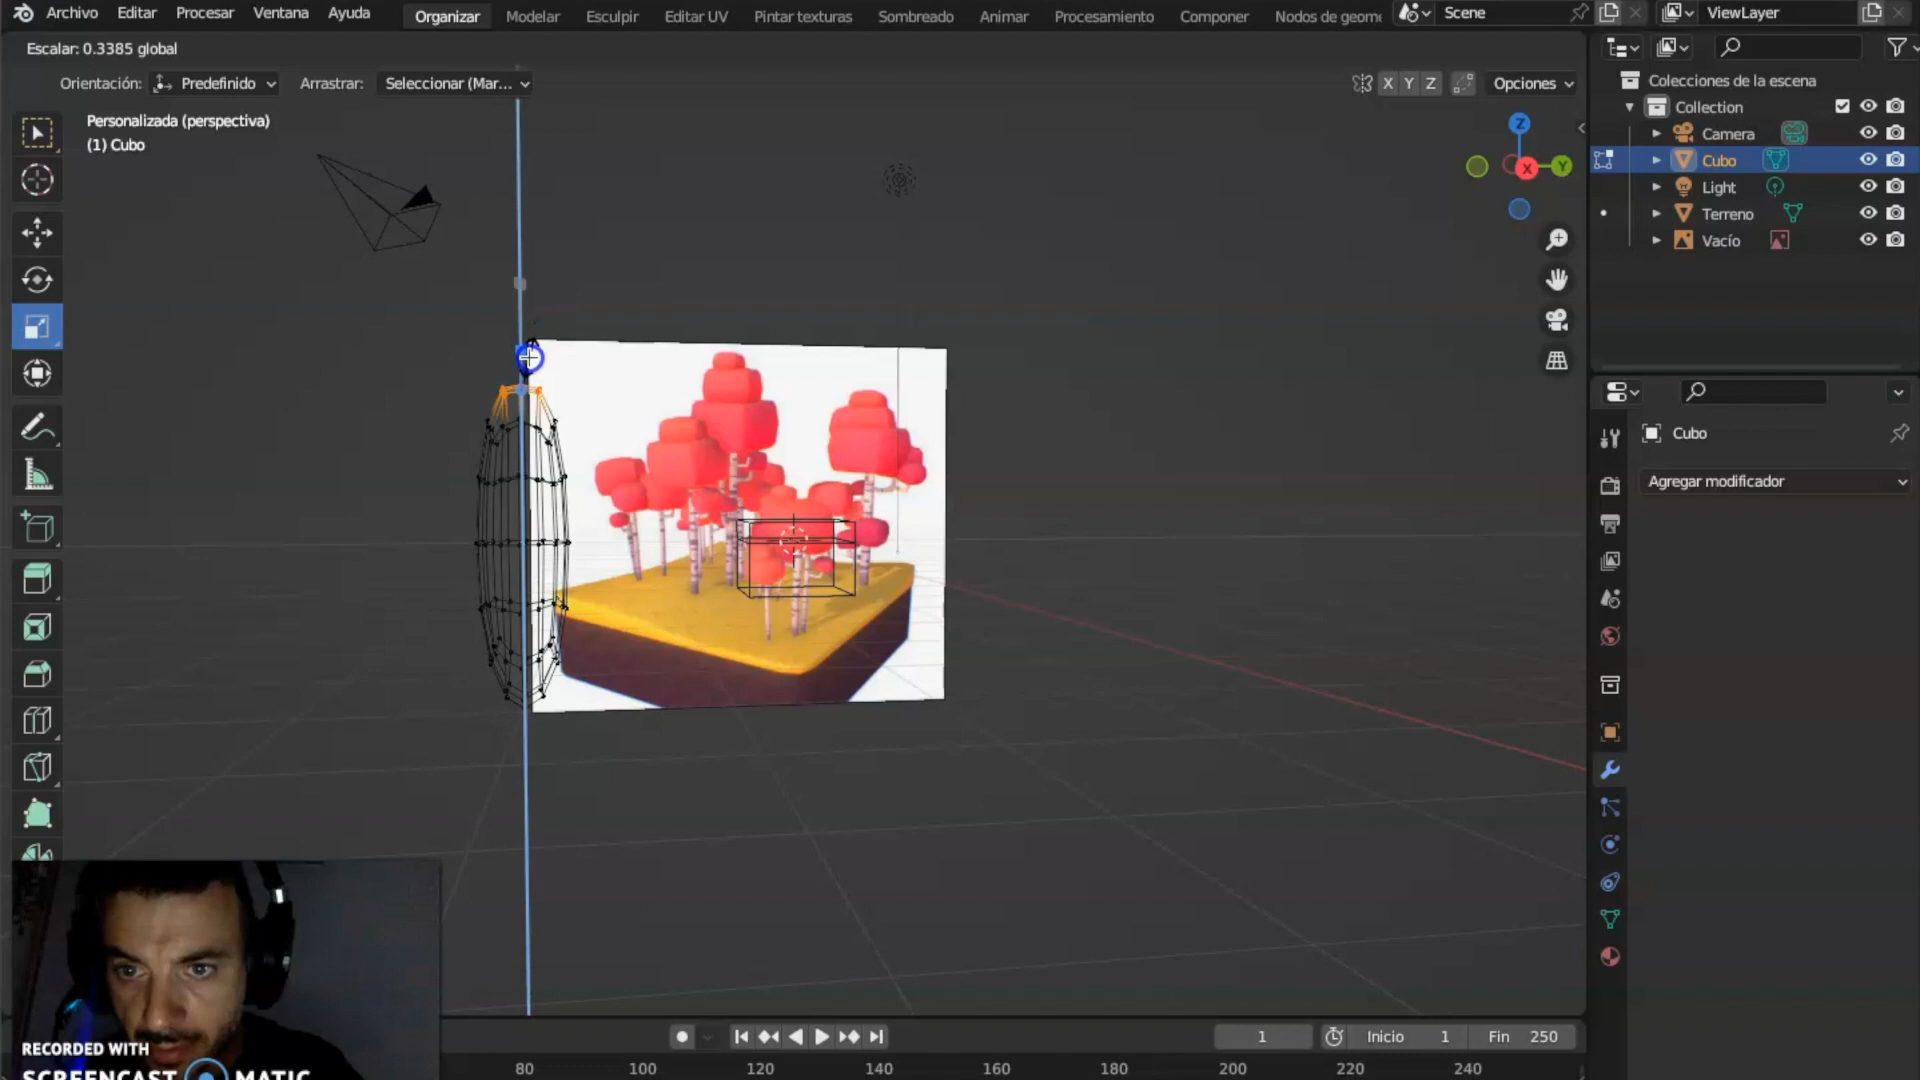 Archivo Editar Procesar Ventana Ayuda
Organizar Modelar Esculpir Editar UV Pintar texturas Sombreado Animar Procesamiento Componer Nodos de geom
Scene
ViewLayer
Escalar: 0.3385 global
Orientación: Predefinido Arrastrar: Seleccionar (Mar...
X Y Z
Opciones
Personalizada (perspectiva)
(1) Cubo
Z
X
Y
Colecciones de la escena
Collection
Camera
Cubo
Light
Terreno
Vacío
Cubo
Agregar modificador
1
Inicio 1
Fin 250
80 100 120 140 160 180 200 220 240
RECORDED WITH
SCREENCAST MATIC